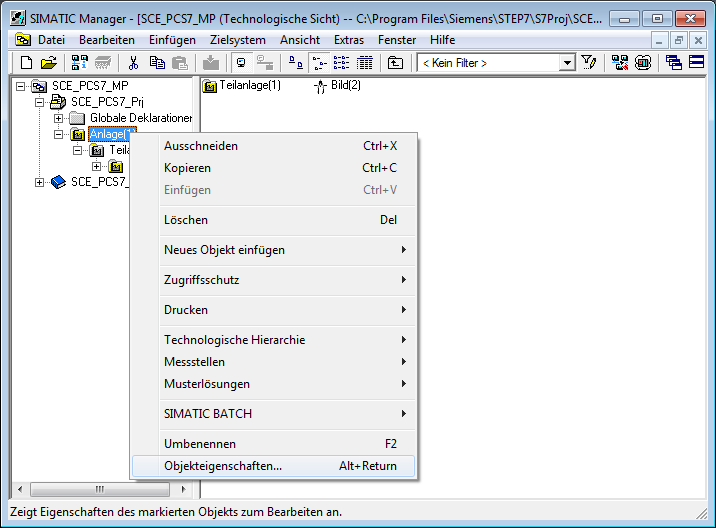 SIMATIC Manager - [SCE_PCS7_MP (Technologische Sicht) -- C:\Program Files\Siemens\STEP7\S7Proj\SCE_...
Datei Bearbeiten Einfügen Zielsystem Ansicht Extras Fenster Hilfe
< Kein Filter >
SCE_PCS7_MP
SCE_PCS7_Prj
Globale Deklarationen
Anlage(1)
Teila
SCE_PCS7_
Teilanlage(1) Bild(2)
Ausschneiden Ctrl+X
Kopieren Ctrl+C
Einfügen Ctrl+V
Löschen Del
Neues Objekt einfügen
Zugriffsschutz
Drucken
Technologische Hierarchie
Messstellen
Musterlösungen
SIMATIC BATCH
Umbenennen F2
Objekteigenschaften... Alt+Return
Zeigt Eigenschaften des markierten Objekts zum Bearbeiten an.